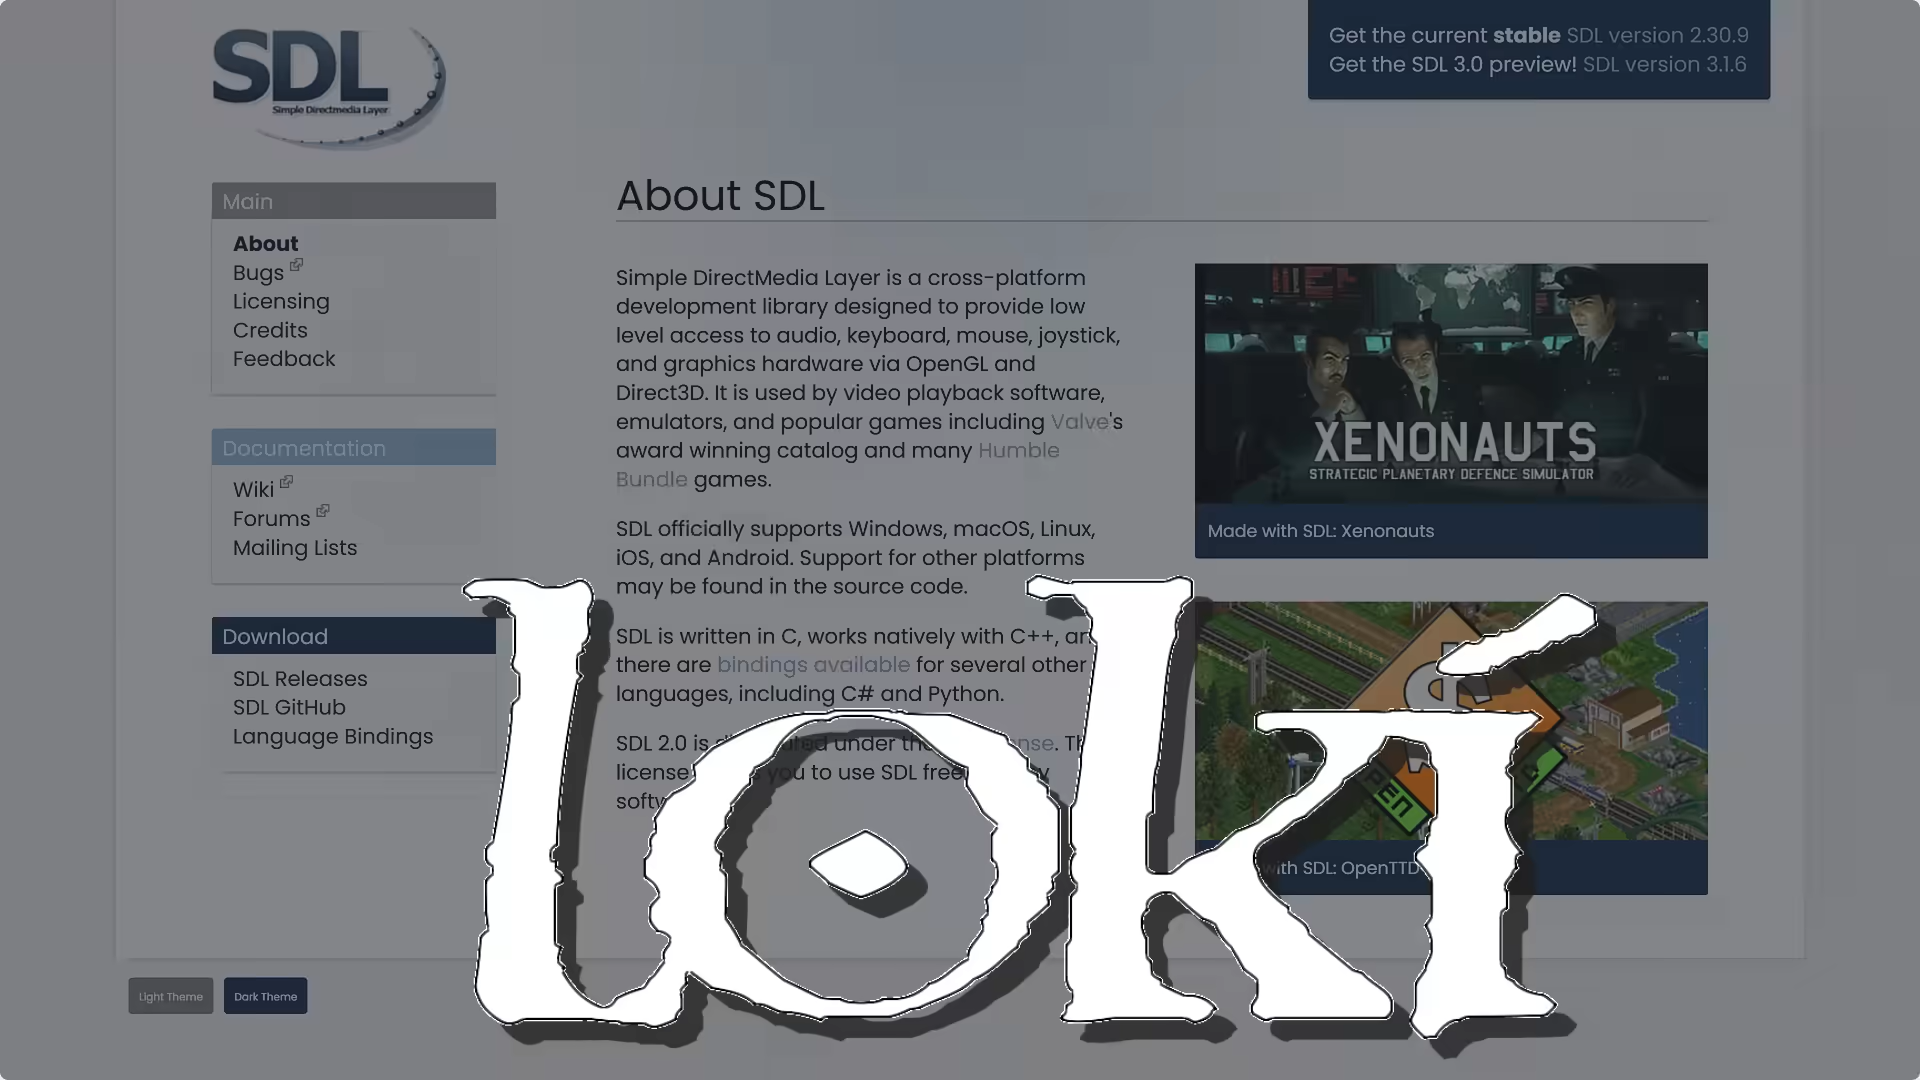 SDL
Simple Directmedia Layer
Get the current stable SDL version 2.30.9
Get the SDL 3.0 preview! SDL version 3.1.6
Main
About
Bugs
Licensing
Credits
Feedback
Documentation
Wiki
Forums
Mailing Lists
Download
SDL Releases
SDL GitHub
Language Bindings
About SDL
Simple DirectMedia Layer is a cross-platform
development library designed to provide low
level access to audio, keyboard, mouse, joystick,
and graphics hardware via OpenGL and
Direct3D. It is used by video playback software,
emulators, and popular games including Valve's
award winning catalog and many Humble
Bundle games.
SDL officially supports Windows, macOS, Linux,
iOS, and Android. Support for other platforms
may be found in the source code.
SDL is written in C, works natively with C++,
there are bindings available for several other
languages, including C# and Python.
SDL 2.0 is under
license you to use SDL
XENONAUTS
STRATEGIC PLANETARY DEFENCE SIMULATOR
Made with SDL: Xenonauts
with SDL: OpenTTD
lokí
Light Theme
Dark Theme